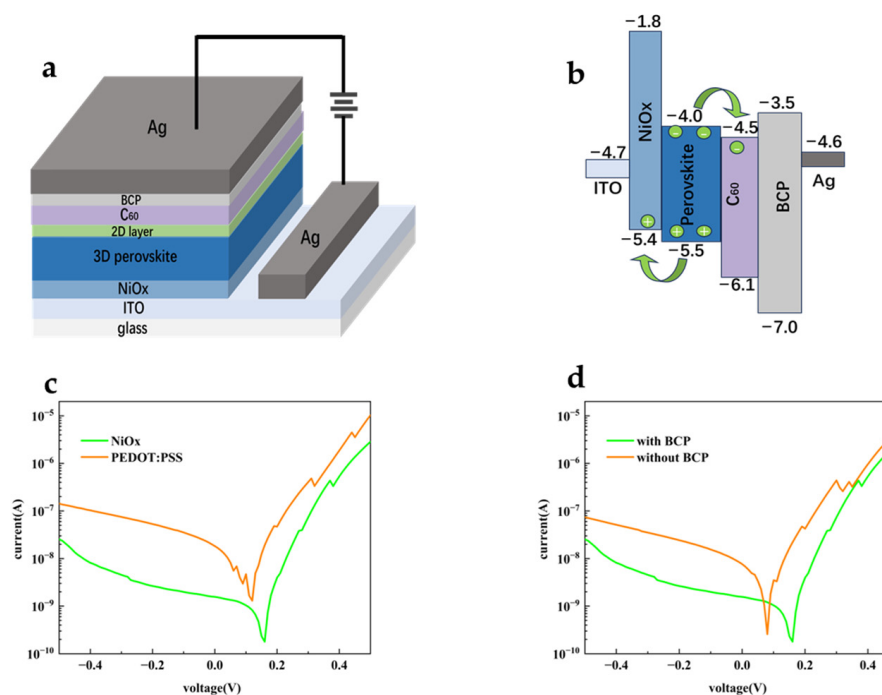 a
Ag
BCP
C60
2D layer
3D perovskite
NiOx
ITO
glass
Ag
b
−1.8
NiOx
−4.0
−3.5
−4.5
−4.7
ITO
Perovskite
C60
BCP
−4.6
Ag
−5.4
−5.5
−6.1
−7.0
c
NiOx
PEDOT:PSS
current(A)
10⁻⁵
10⁻⁶
10⁻⁷
10⁻⁸
10⁻⁹
10⁻¹⁰
−0.4 −0.2 0.0 0.2 0.4
voltage(V)
d
with BCP
without BCP
current(A)
10⁻⁵
10⁻⁶
10⁻⁷
10⁻⁸
10⁻⁹
10⁻¹⁰
−0.4 −0.2 0.0 0.2 0.4
voltage(V)